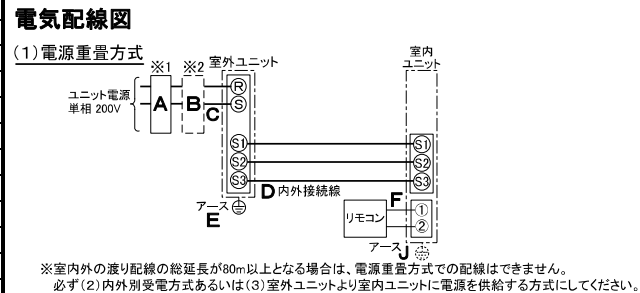 電気配線図
(1)電源重畳方式
※1 ※2 室外ユニット
室内
ユニット
ユニット電源
単相 200V
A B C
R
S
S1 S1
S2 S2
S3 S3
D 内外接続線
アース
E
F
リモコン
①
②
アース J
※室内外の渡り配線の総延長が80m以上となる場合は、電源重畳方式での配線はできません。
必ず(2)内外別受電方式あるいは(3)室外ユニットより室内ユニットに電源を供給する方式にしてください。